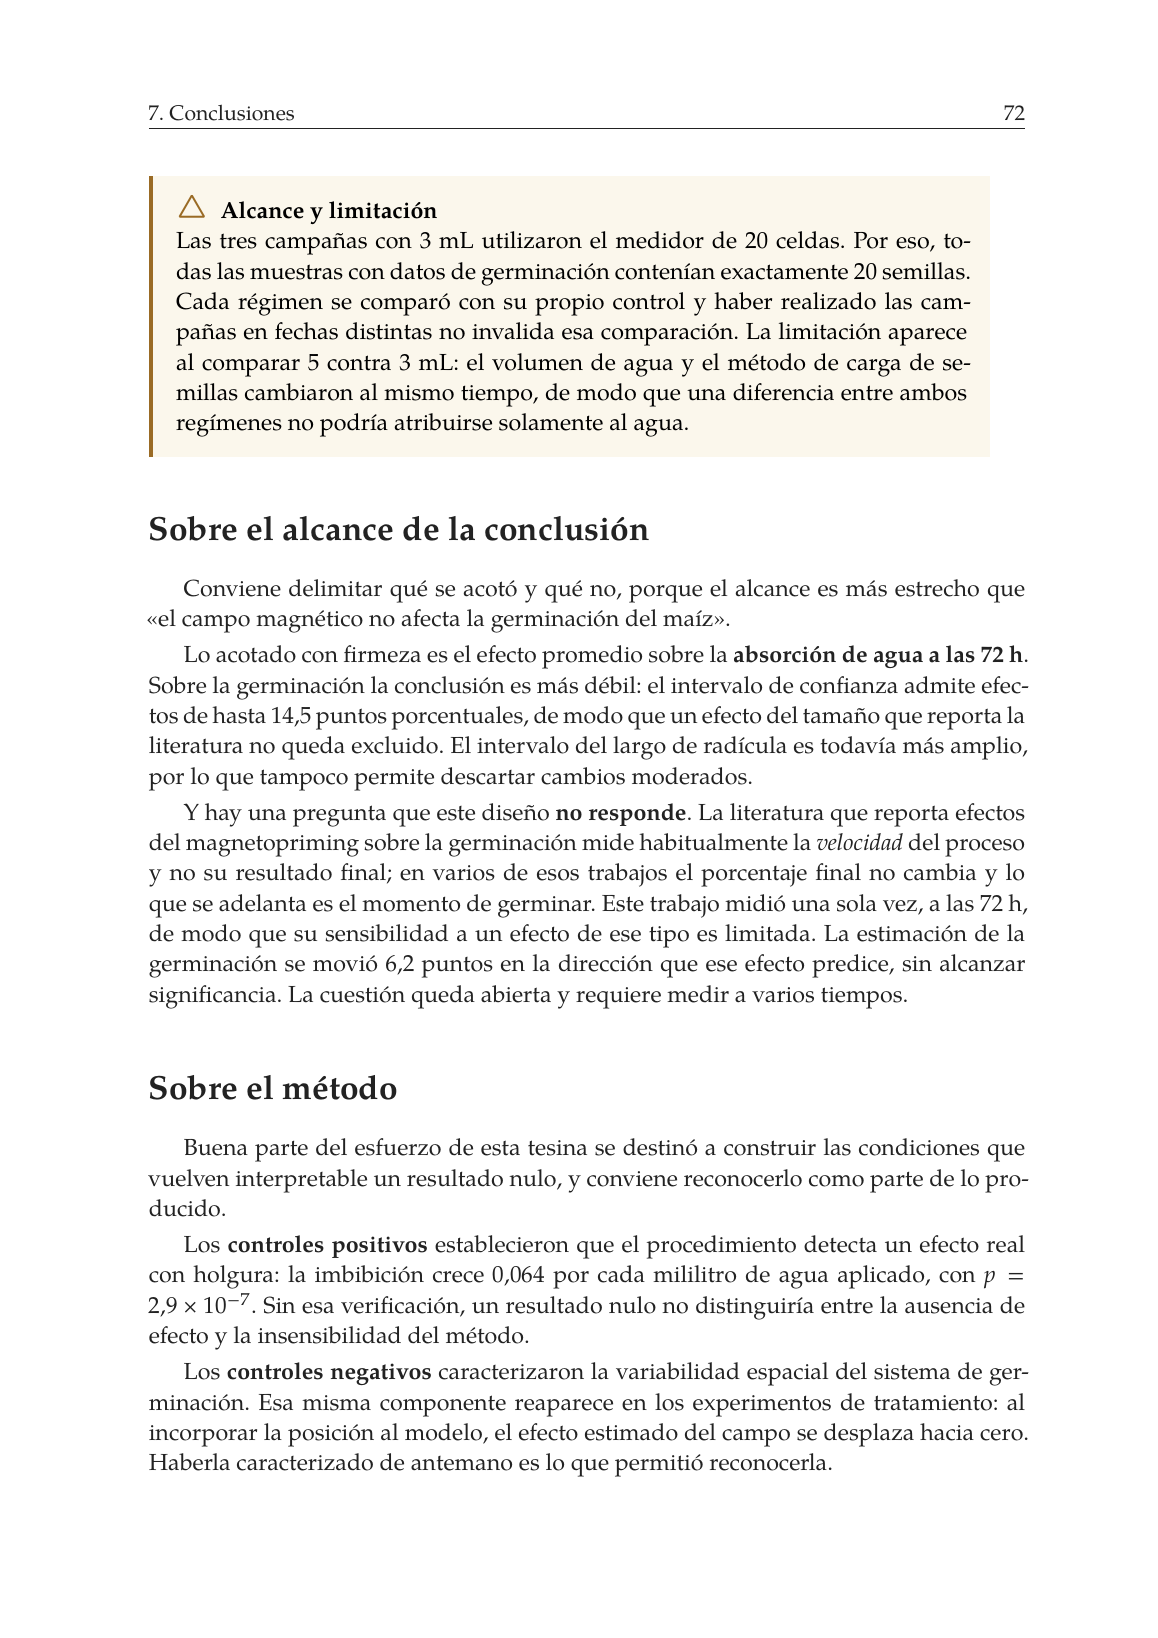 7. Conclusiones 72
Alcance y limitación
Las tres campañas con 3 mL utilizaron el medidor de 20 celdas. Por eso, to-
das las muestras con datos de germinación contenían exactamente 20 semillas.
Cada régimen se comparó con su propio control y haber realizado las cam-
pañas en fechas distintas no invalida esa comparación. La limitación aparece
al comparar 5 contra 3 mL: el volumen de agua y el método de carga de se-
millas cambiaron al mismo tiempo, de modo que una diferencia entre ambos
regímenes no podría atribuirse solamente al agua.
Sobre el alcance de la conclusión
Conviene delimitar qué se acotó y qué no, porque el alcance es más estrecho que
«el campo magnético no afecta la germinación del maíz».
Lo acotado con firmeza es el efecto promedio sobre la absorción de agua a las 72 h.
Sobre la germinación la conclusión es más débil: el intervalo de confianza admite efec-
tos de hasta 14,5 puntos porcentuales, de modo que un efecto del tamaño que reporta la
literatura no queda excluido. El intervalo del largo de radícula es todavía más amplio,
por lo que tampoco permite descartar cambios moderados.
Y hay una pregunta que este diseño no responde. La literatura que reporta efectos
del magnetopriming sobre la germinación mide habitualmente la velocidad del proceso
y no su resultado final; en varios de esos trabajos el porcentaje final no cambia y lo
que se adelanta es el momento de germinar. Este trabajo midió una sola vez, a las 72 h,
de modo que su sensibilidad a un efecto de ese tipo es limitada. La estimación de la
germinación se movió 6,2 puntos en la dirección que ese efecto predice, sin alcanzar
significancia. La cuestión queda abierta y requiere medir a varios tiempos.
Sobre el método
Buena parte del esfuerzo de esta tesina se destinó a construir las condiciones que
vuelven interpretable un resultado nulo, y conviene reconocerlo como parte de lo pro-
ducido.
Los controles positivos establecieron que el procedimiento detecta un efecto real
con holgura: la imbibición crece 0,064 por cada mililitro de agua aplicado, con p =
2,9 × 10⁻⁷. Sin esa verificación, un resultado nulo no distinguiría entre la ausencia de
efecto y la insensibilidad del método.
Los controles negativos caracterizaron la variabilidad espacial del sistema de ger-
minación. Esa misma componente reaparece en los experimentos de tratamiento: al
incorporar la posición al modelo, el efecto estimado del campo se desplaza hacia cero.
Haberla caracterizado de antemano es lo que permitió reconocerla.